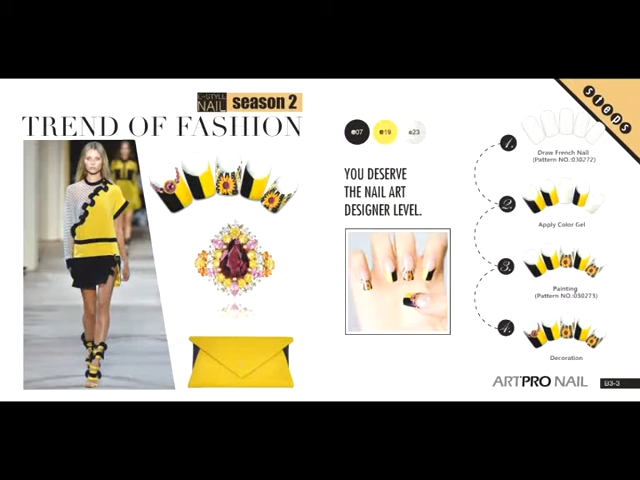 E-STYLE
NAIL
season 2
TREND OF FASHION
07
19
23
YOU DESERVE
THE NAIL ART
DESIGNER LEVEL.
steps
1.
Draw French Nail
(Pattern NO.:030272)
2.
Apply Color Gel
3.
Painting
(Pattern NO.:030273)
4.
Decoration
ARTPRO NAIL
D3-3